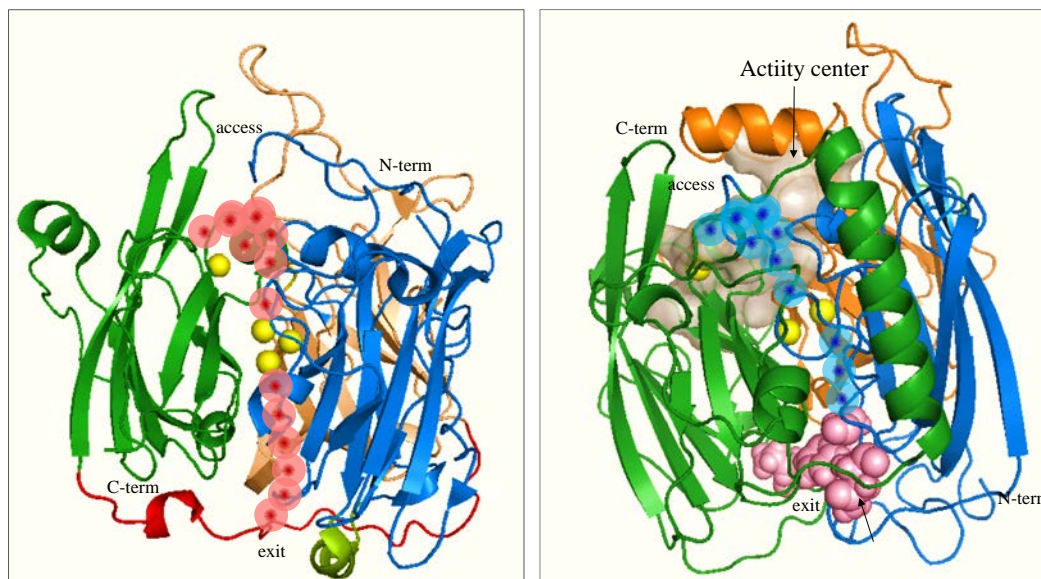 access
N-term
C-term
exit
Actiity center
C-term
access
exit
N-term